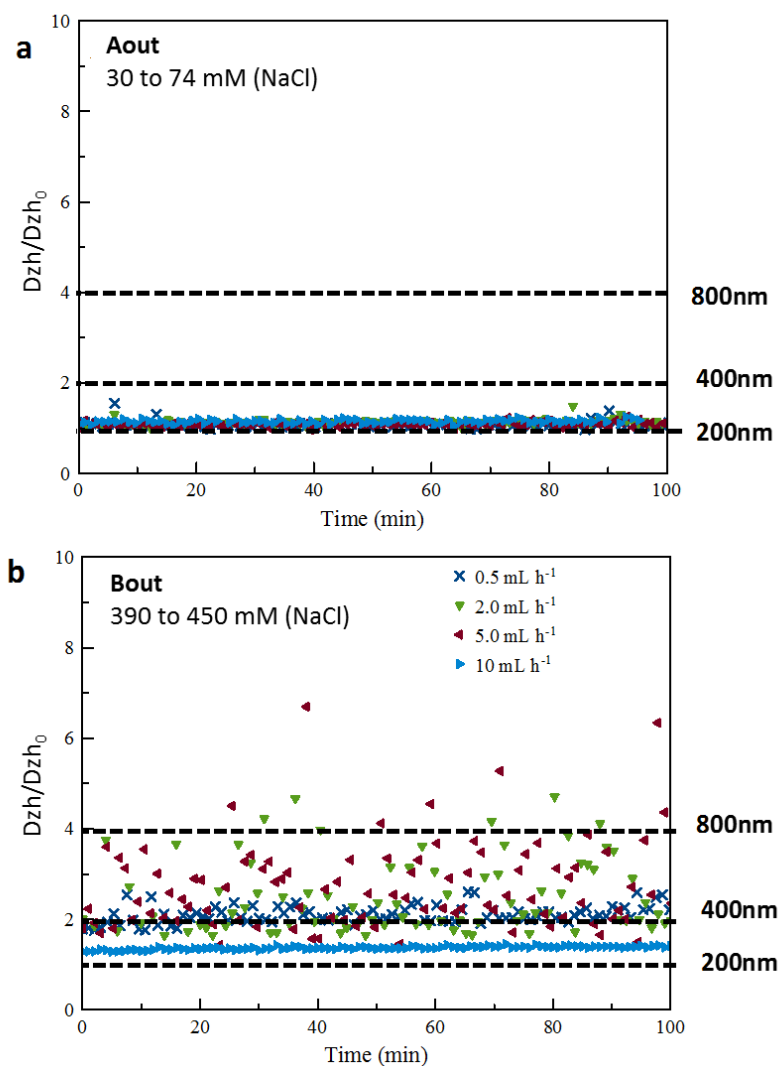 a
Aout
30 to 74 mM (NaCl)
10
8
6
4
2
0
Dzh/Dzh₀
800nm
400nm
200nm
0 20 40 60 80 100
Time (min)
b
Bout
390 to 450 mM (NaCl)
0.5 mL h⁻¹
2.0 mL h⁻¹
5.0 mL h⁻¹
10 mL h⁻¹
10
8
6
4
2
0
Dzh/Dzh₀
800nm
400nm
200nm
0 20 40 60 80 100
Time (min)